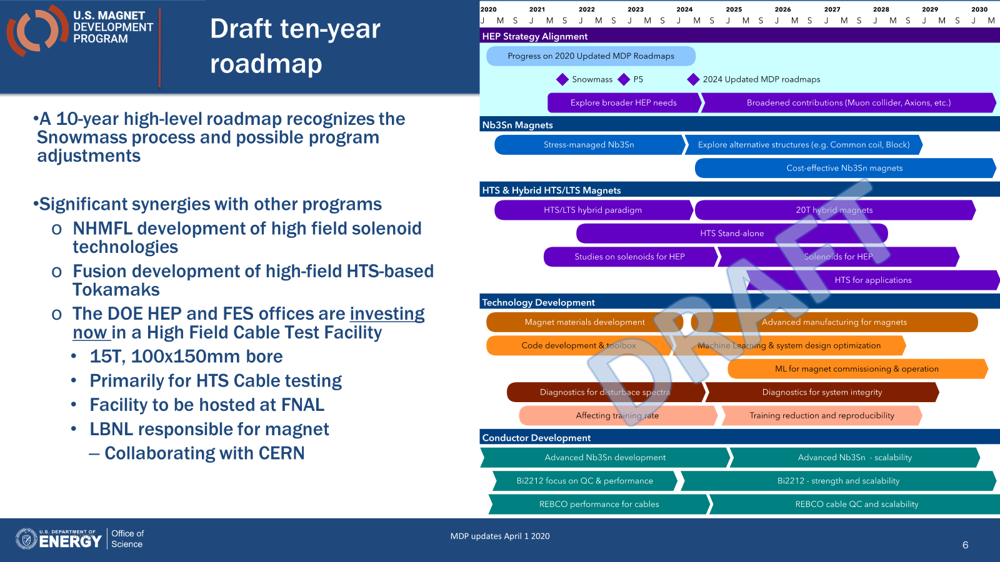 U.S. MAGNET
DEVELOPMENT
PROGRAM
Draft ten-year
roadmap
•A 10-year high-level roadmap recognizes the
Snowmass process and possible program
adjustments
•Significant synergies with other programs
o NHMFL development of high field solenoid
technologies
o Fusion development of high-field HTS-based
Tokamaks
o The DOE HEP and FES offices are investing
now in a High Field Cable Test Facility
• 15T, 100x150mm bore
• Primarily for HTS Cable testing
• Facility to be hosted at FNAL
• LBNL responsible for magnet
– Collaborating with CERN
2020 2021 2022 2023 2024 2025 2026 2027 2028 2029 2030
J M S J M S J M S J M S J M S J M S J M S J M S J M S J M S J M
HEP Strategy Alignment
Progress on 2020 Updated MDP Roadmaps
Snowmass P5 2024 Updated MDP roadmaps
Explore broader HEP needs Broadened contributions (Muon collider, Axions, etc.)
Nb3Sn Magnets
Stress-managed Nb3Sn Explore alternative structures (e.g. Common coil, Block)
Cost-effective Nb3Sn magnets
HTS & Hybrid HTS/LTS Magnets
HTS/LTS hybrid paradigm 20T hybrid magnets
HTS Stand-alone
Studies on solenoids for HEP Solenoids for HEP
HTS for applications
Technology Development
Magnet materials development Advanced manufacturing for magnets
Code development & toolbox Machine Learning & system design optimization
ML for magnet commissioning & operation
Diagnostics for disturbace spectra Diagnostics for system integrity
Affecting training rate Training reduction and reproducibility
Conductor Development
Advanced Nb3Sn development Advanced Nb3Sn - scalability
Bi2212 focus on QC & performance Bi2212 - strength and scalability
REBCO performance for cables REBCO cable QC and scalability
DRAFT
U.S. DEPARTMENT OF
ENERGY
Office of
Science
MDP updates April 1 2020
6